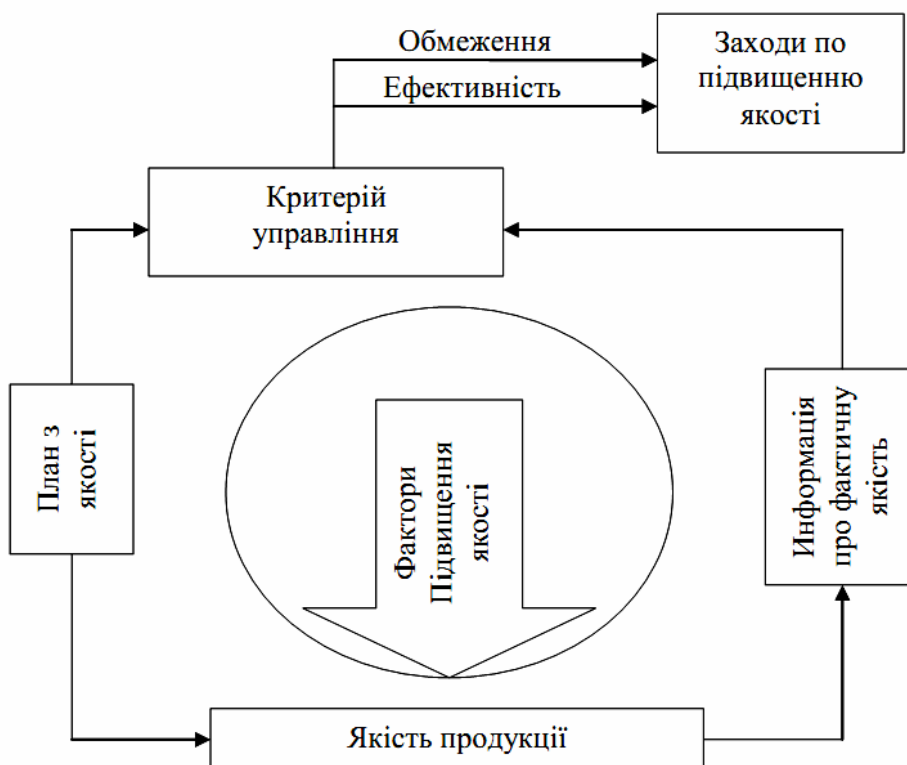 Обмеження
Ефективність
Заходи по
підвищенню
якості
Критерій
управління
План з
якості
Фактори
Підвищення
якості
Информація
про фактичну
якість
Якість продукції